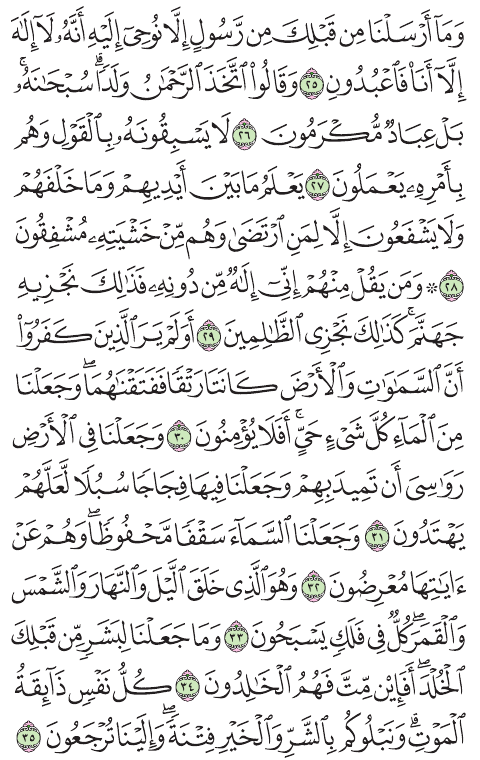 وَمَآ أَرۡسَلۡنَا مِن قَبۡلِكَ مِن رَّسُولٍ إِلَّا نُوحِيٓ إِلَيۡهِ أَنَّهُۥ لَآ إِلَٰهَ
إِلَّآ أَنَا۠ فَٱعۡبُدُونِ ٢٥ وَقَالُواْ ٱتَّخَذَ ٱلرَّحۡمَٰنُ وَلَدٗاۗ سُبۡحَٰنَهُۥۚ
بَلۡ عِبَادٞ مُّكۡرَمُونَ ٢٦ لَا يَسۡبِقُونَهُۥ بِٱلۡقَوۡلِ وَهُم
بِأَمۡرِهِۦ يَعۡمَلُونَ ٢٧ يَعۡلَمُ مَا بَيۡنَ أَيۡدِيهِمۡ وَمَا خَلۡفَهُمۡ
وَلَا يَشۡفَعُونَ إِلَّا لِمَنِ ٱرۡتَضَىٰ وَهُم مِّنۡ خَشۡيَتِهِۦ مُشۡفِقُونَ
٢٨ ۞ وَمَن يَقُلۡ مِنۡهُمۡ إِنِّيٓ إِلَٰهٞ مِّن دُونِهِۦ فَذَٰلِكَ نَجۡزِيهِ
جَهَنَّمَۚ كَذَٰلِكَ نَجۡزِي ٱلظَّٰلِمِينَ ٢٩ أَوَلَمۡ يَرَ ٱلَّذِينَ كَفَرُوٓاْ
أَنَّ ٱلسَّمَٰوَٰتِ وَٱلۡأَرۡضَ كَانَتَا رَتۡقٗا فَفَتَقۡنَٰهُمَاۖ وَجَعَلۡنَا
مِنَ ٱلۡمَآءِ كُلَّ شَيۡءٍ حَيٍّۚ أَفَلَا يُؤۡمِنُونَ ٣٠ وَجَعَلۡنَا فِي ٱلۡأَرۡضِ
رَوَٰسِيَ أَن تَمِيدَ بِهِمۡ وَجَعَلۡنَا فِيهَا فِجَاجٗا سُبُلٗا لَّعَلَّهُمۡ
يَهۡتَدُونَ ٣١ وَجَعَلۡنَا ٱلسَّمَآءَ سَقۡفٗا مَّحۡفُوظٗاۖ وَهُمۡ عَنۡ
ءَايَٰتِهَا مُعۡرِضُونَ ٣٢ وَهُوَ ٱلَّذِي خَلَقَ ٱلَّيۡلَ وَٱلنَّهَارَ وَٱلشَّمۡسَ
وَٱلۡقَمَرَۖ كُلّٞ فِي فَلَكٖ يَسۡبَحُونَ ٣٣ وَمَا جَعَلۡنَا لِبَشَرٖ مِّن قَبۡلِكَ
ٱلۡخُلۡدَۖ أَفَإِيْن مِّتَّ فَهُمُ ٱلۡخَٰلِدُونَ ٣٤ كُلُّ نَفۡسٖ ذَآئِقَةُ
ٱلۡمَوۡتِۗ وَنَبۡلُوكُم بِٱلشَّرِّ وَٱلۡخَيۡرِ فِتۡنَةٗۖ وَإِلَيۡنَا تُرۡجَعُونَ ٣٥